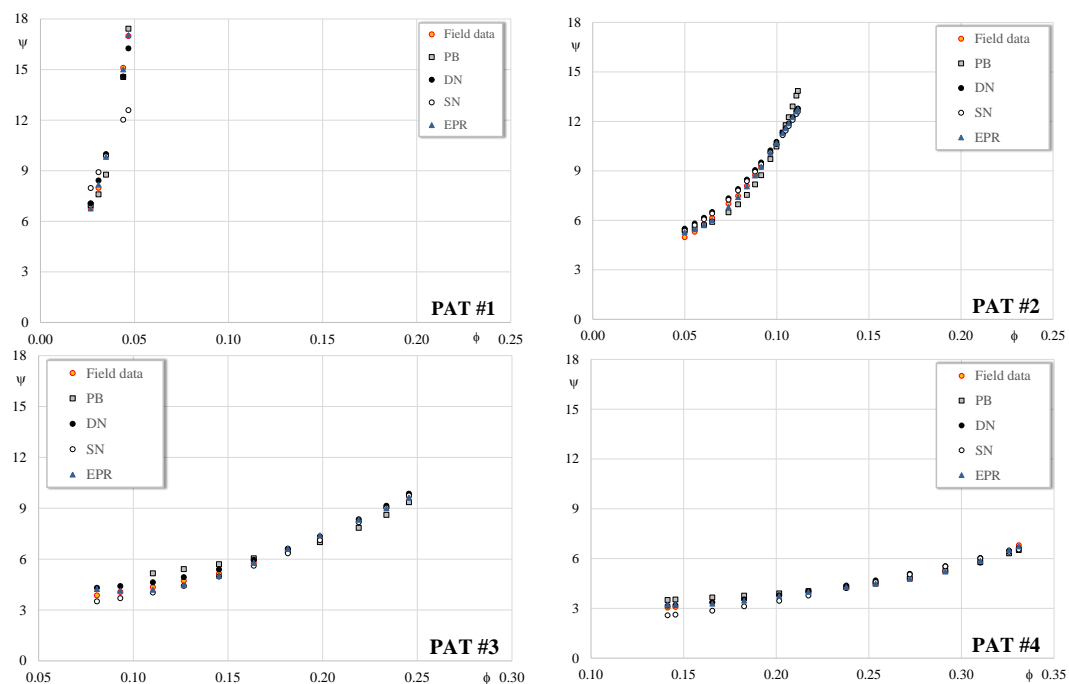 18
ψ
15
12
9
6
3
0
Field data
PB
DN
SN
EPR
PAT #1
0.00
0.05
0.10
0.15
0.20
ϕ
0.25
18
ψ
15
12
9
6
3
0
Field data
PB
DN
SN
EPR
PAT #2
0.00
0.05
0.10
0.15
0.20
ϕ
0.25
18
ψ
15
12
9
6
3
0
Field data
PB
DN
SN
EPR
PAT #3
0.05
0.10
0.15
0.20
0.25
ϕ
0.30
18
ψ
15
12
9
6
3
0
Field data
PB
DN
SN
EPR
PAT #4
0.10
0.15
0.20
0.25
0.30
ϕ
0.35